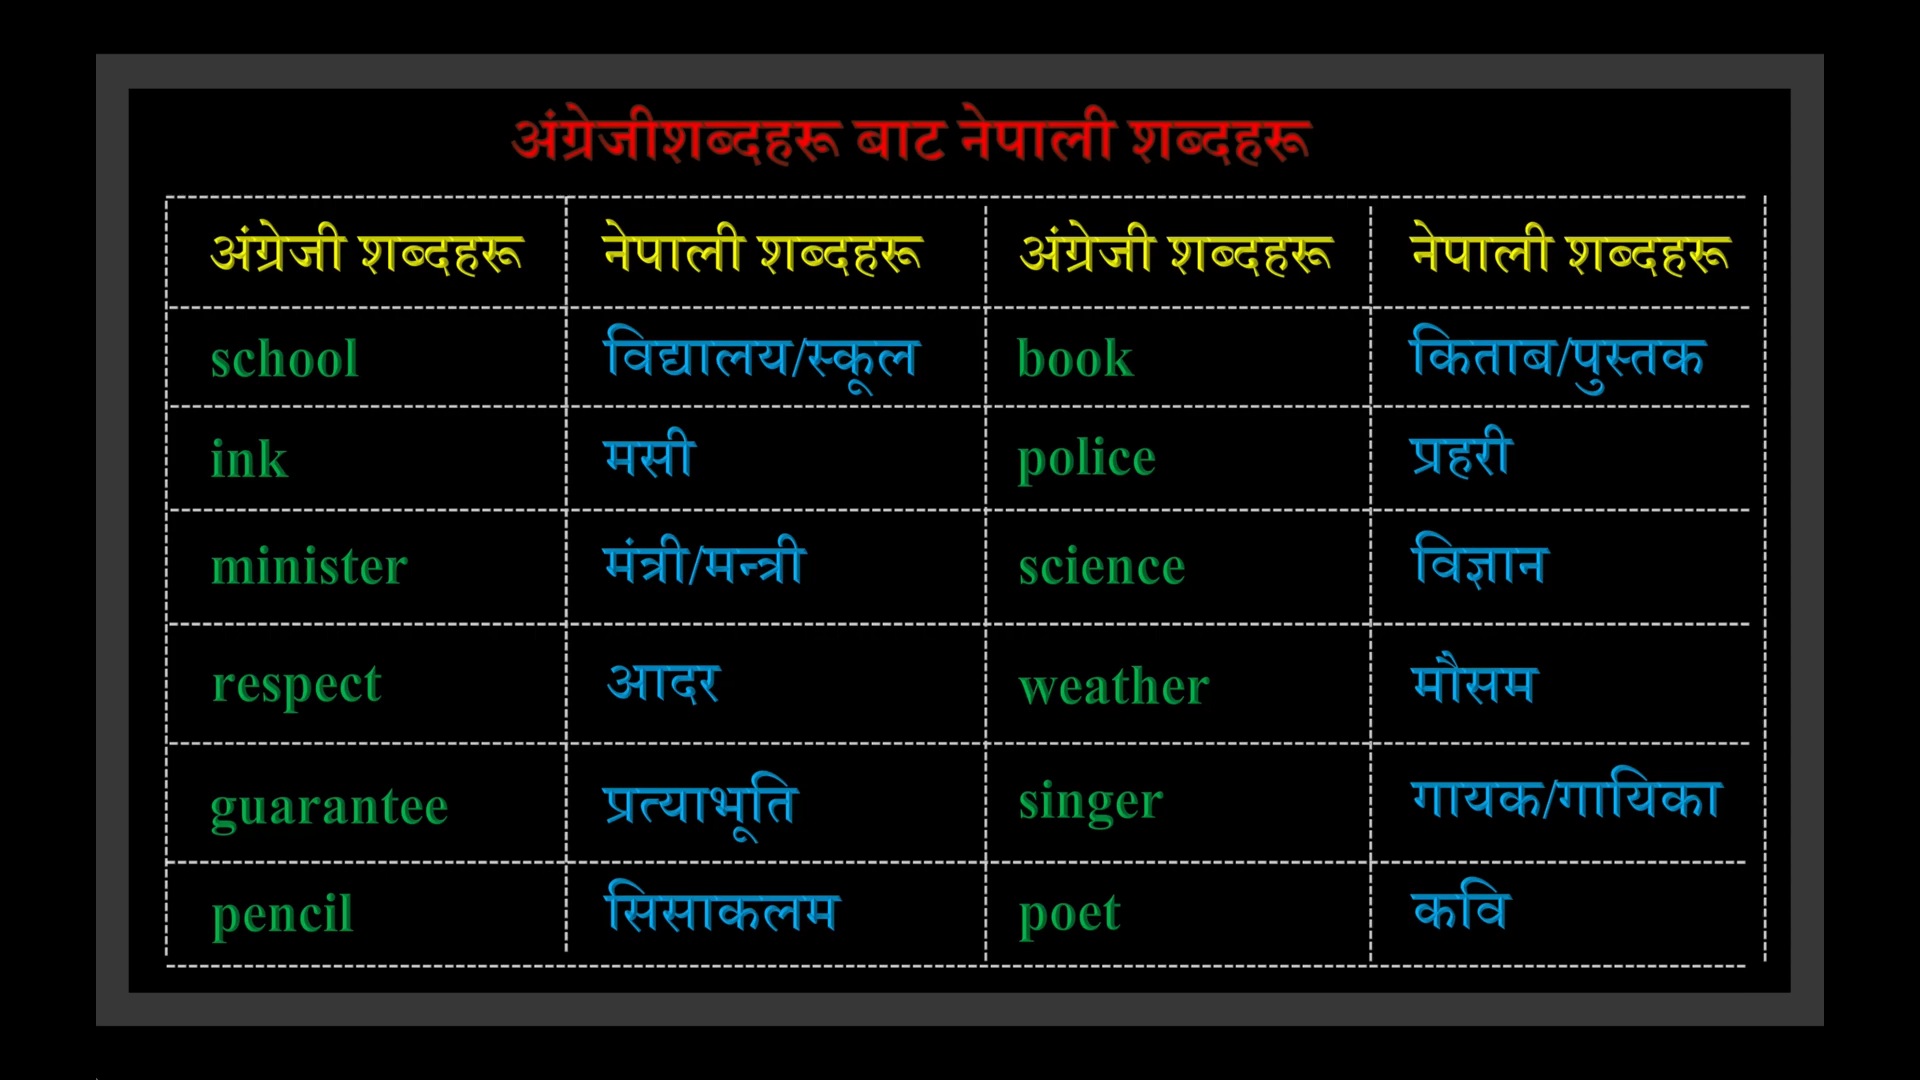 अंग्रेजीशब्दहरू बाट नेपाली शब्दहरू
अंग्रेजी शब्दहरू नेपाली शब्दहरू अंग्रेजी शब्दहरू नेपाली शब्दहरू
school विद्यालय/स्कूल book किताब/पुस्तक
ink मसी police प्रहरी
minister मंत्री/मन्त्री science विज्ञान
respect आदर weather मौसम
guarantee प्रत्याभूति singer गायक/गायिका
pencil सिसाकलम poet कवि